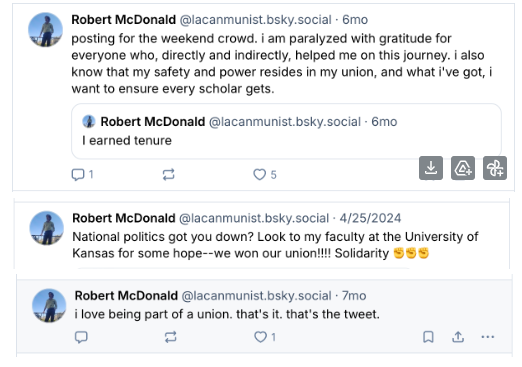 Robert McDonald @lacanmunist.bsky.social · 6mo
posting for the weekend crowd. i am paralyzed with gratitude for
everyone who, directly and indirectly, helped me on this journey. i also
know that my safety and power resides in my union, and what i've got, i
want to ensure every scholar gets.
Robert McDonald @lacanmunist.bsky.social · 6mo
I earned tenure
1 5
Robert McDonald @lacanmunist.bsky.social · 4/25/2024
National politics got you down? Look to my faculty at the University of
Kansas for some hope--we won our union!!!! Solidarity ✊✊✊
Robert McDonald @lacanmunist.bsky.social · 7mo
i love being part of a union. that's it. that's the tweet.
1